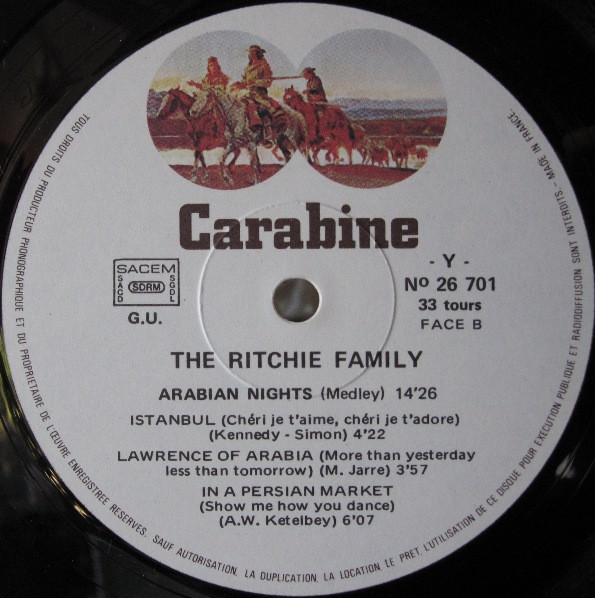 Carabine
- Y -
Nº 26 701
33 tours
FACE B
SACEM
SACD
SDRM
SGDL
G.U.
THE RITCHIE FAMILY
ARABIAN NIGHTS (Medley) 14'26
ISTANBUL (Chéri je t'aime, chéri je t'adore)
(Kennedy - Simon) 4'22
LAWRENCE OF ARABIA (More than yesterday
less than tomorrow) (M. Jarre) 3'57
IN A PERSIAN MARKET
(Show me how you dance)
(A.W. Ketelbey) 6'07
TOUS DROITS DU PRODUCTEUR PHONOGRAPHIQUE ET DU PROPRIETAIRE DE L'ŒUVRE ENREGISTREE RESERVES. SAUF AUTORISATION, LA DUPLICATION, LA LOCATION, LE PRET, L'UTILISATION DE CE DISQUE POUR EXECUTION PUBLIQUE ET RADIODIFFUSION SONT INTERDITS. - MADE IN FRANCE.